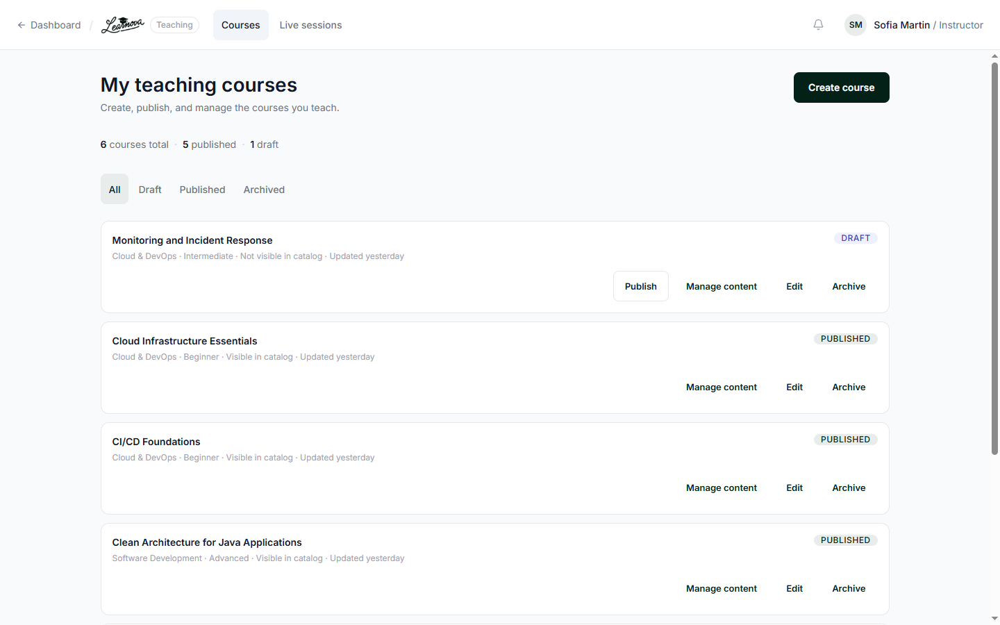 Dashboard / Learnova Teaching Courses Live sessions SM Sofia Martin / Instructor
My teaching courses
Create course
Create, publish, and manage the courses you teach.
6 courses total · 5 published · 1 draft
All Draft Published Archived
Monitoring and Incident Response DRAFT
Cloud & DevOps · Intermediate · Not visible in catalog · Updated yesterday
Publish Manage content Edit Archive
Cloud Infrastructure Essentials PUBLISHED
Cloud & DevOps · Beginner · Visible in catalog · Updated yesterday
Manage content Edit Archive
CI/CD Foundations PUBLISHED
Cloud & DevOps · Beginner · Visible in catalog · Updated yesterday
Manage content Edit Archive
Clean Architecture for Java Applications PUBLISHED
Software Development · Advanced · Visible in catalog · Updated yesterday
Manage content Edit Archive